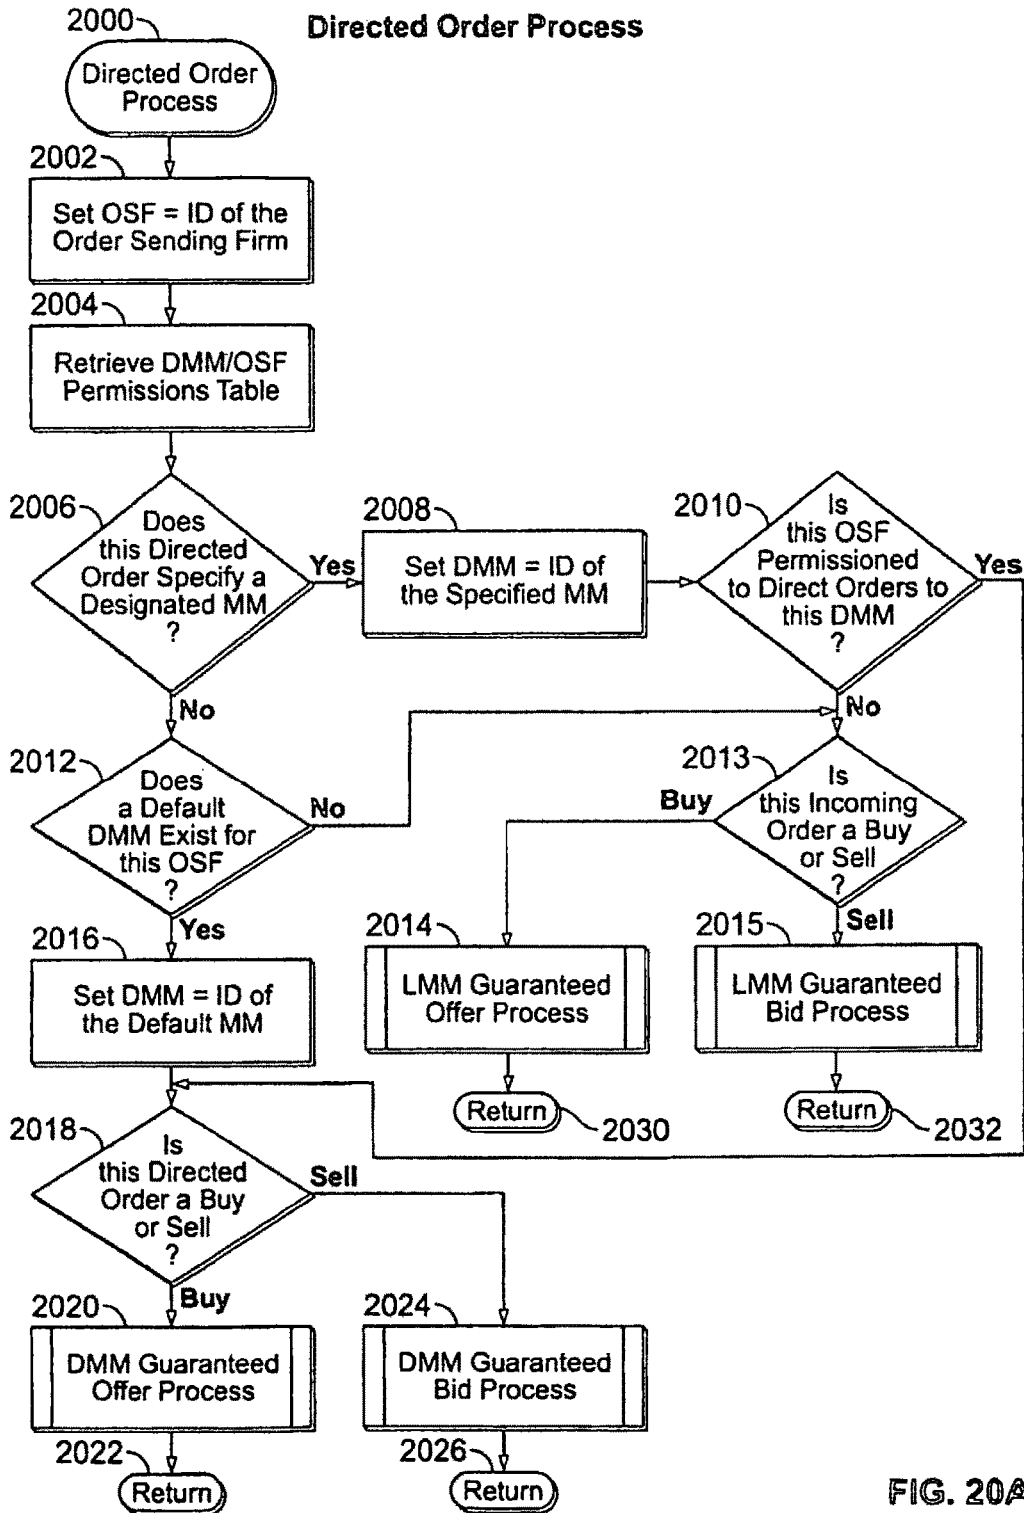 Directed Order Process
2000
Directed Order
Process
2002
Set OSF = ID of the
Order Sending Firm
2004
Retrieve DMM/OSF
Permissions Table
2006
Does
this Directed
Order Specify a
Designated MM
?
Yes
No
2008
Set DMM = ID of
the Specified MM
2010
Is
this OSF
Permissioned
to Direct Orders to
this DMM
?
Yes
No
2012
Does
a Default
DMM Exist for
this OSF
?
No
Yes
2013
Is
this Incoming
Order a Buy
or Sell
?
Buy
Sell
2014
LMM Guaranteed
Offer Process
Return
2030
2015
LMM Guaranteed
Bid Process
Return
2032
2016
Set DMM = ID of
the Default MM
2018
Is
this Directed
Order a Buy
or Sell
?
Sell
Buy
2020
DMM Guaranteed
Offer Process
2022
Return
2024
DMM Guaranteed
Bid Process
2026
Return
FIG. 20A